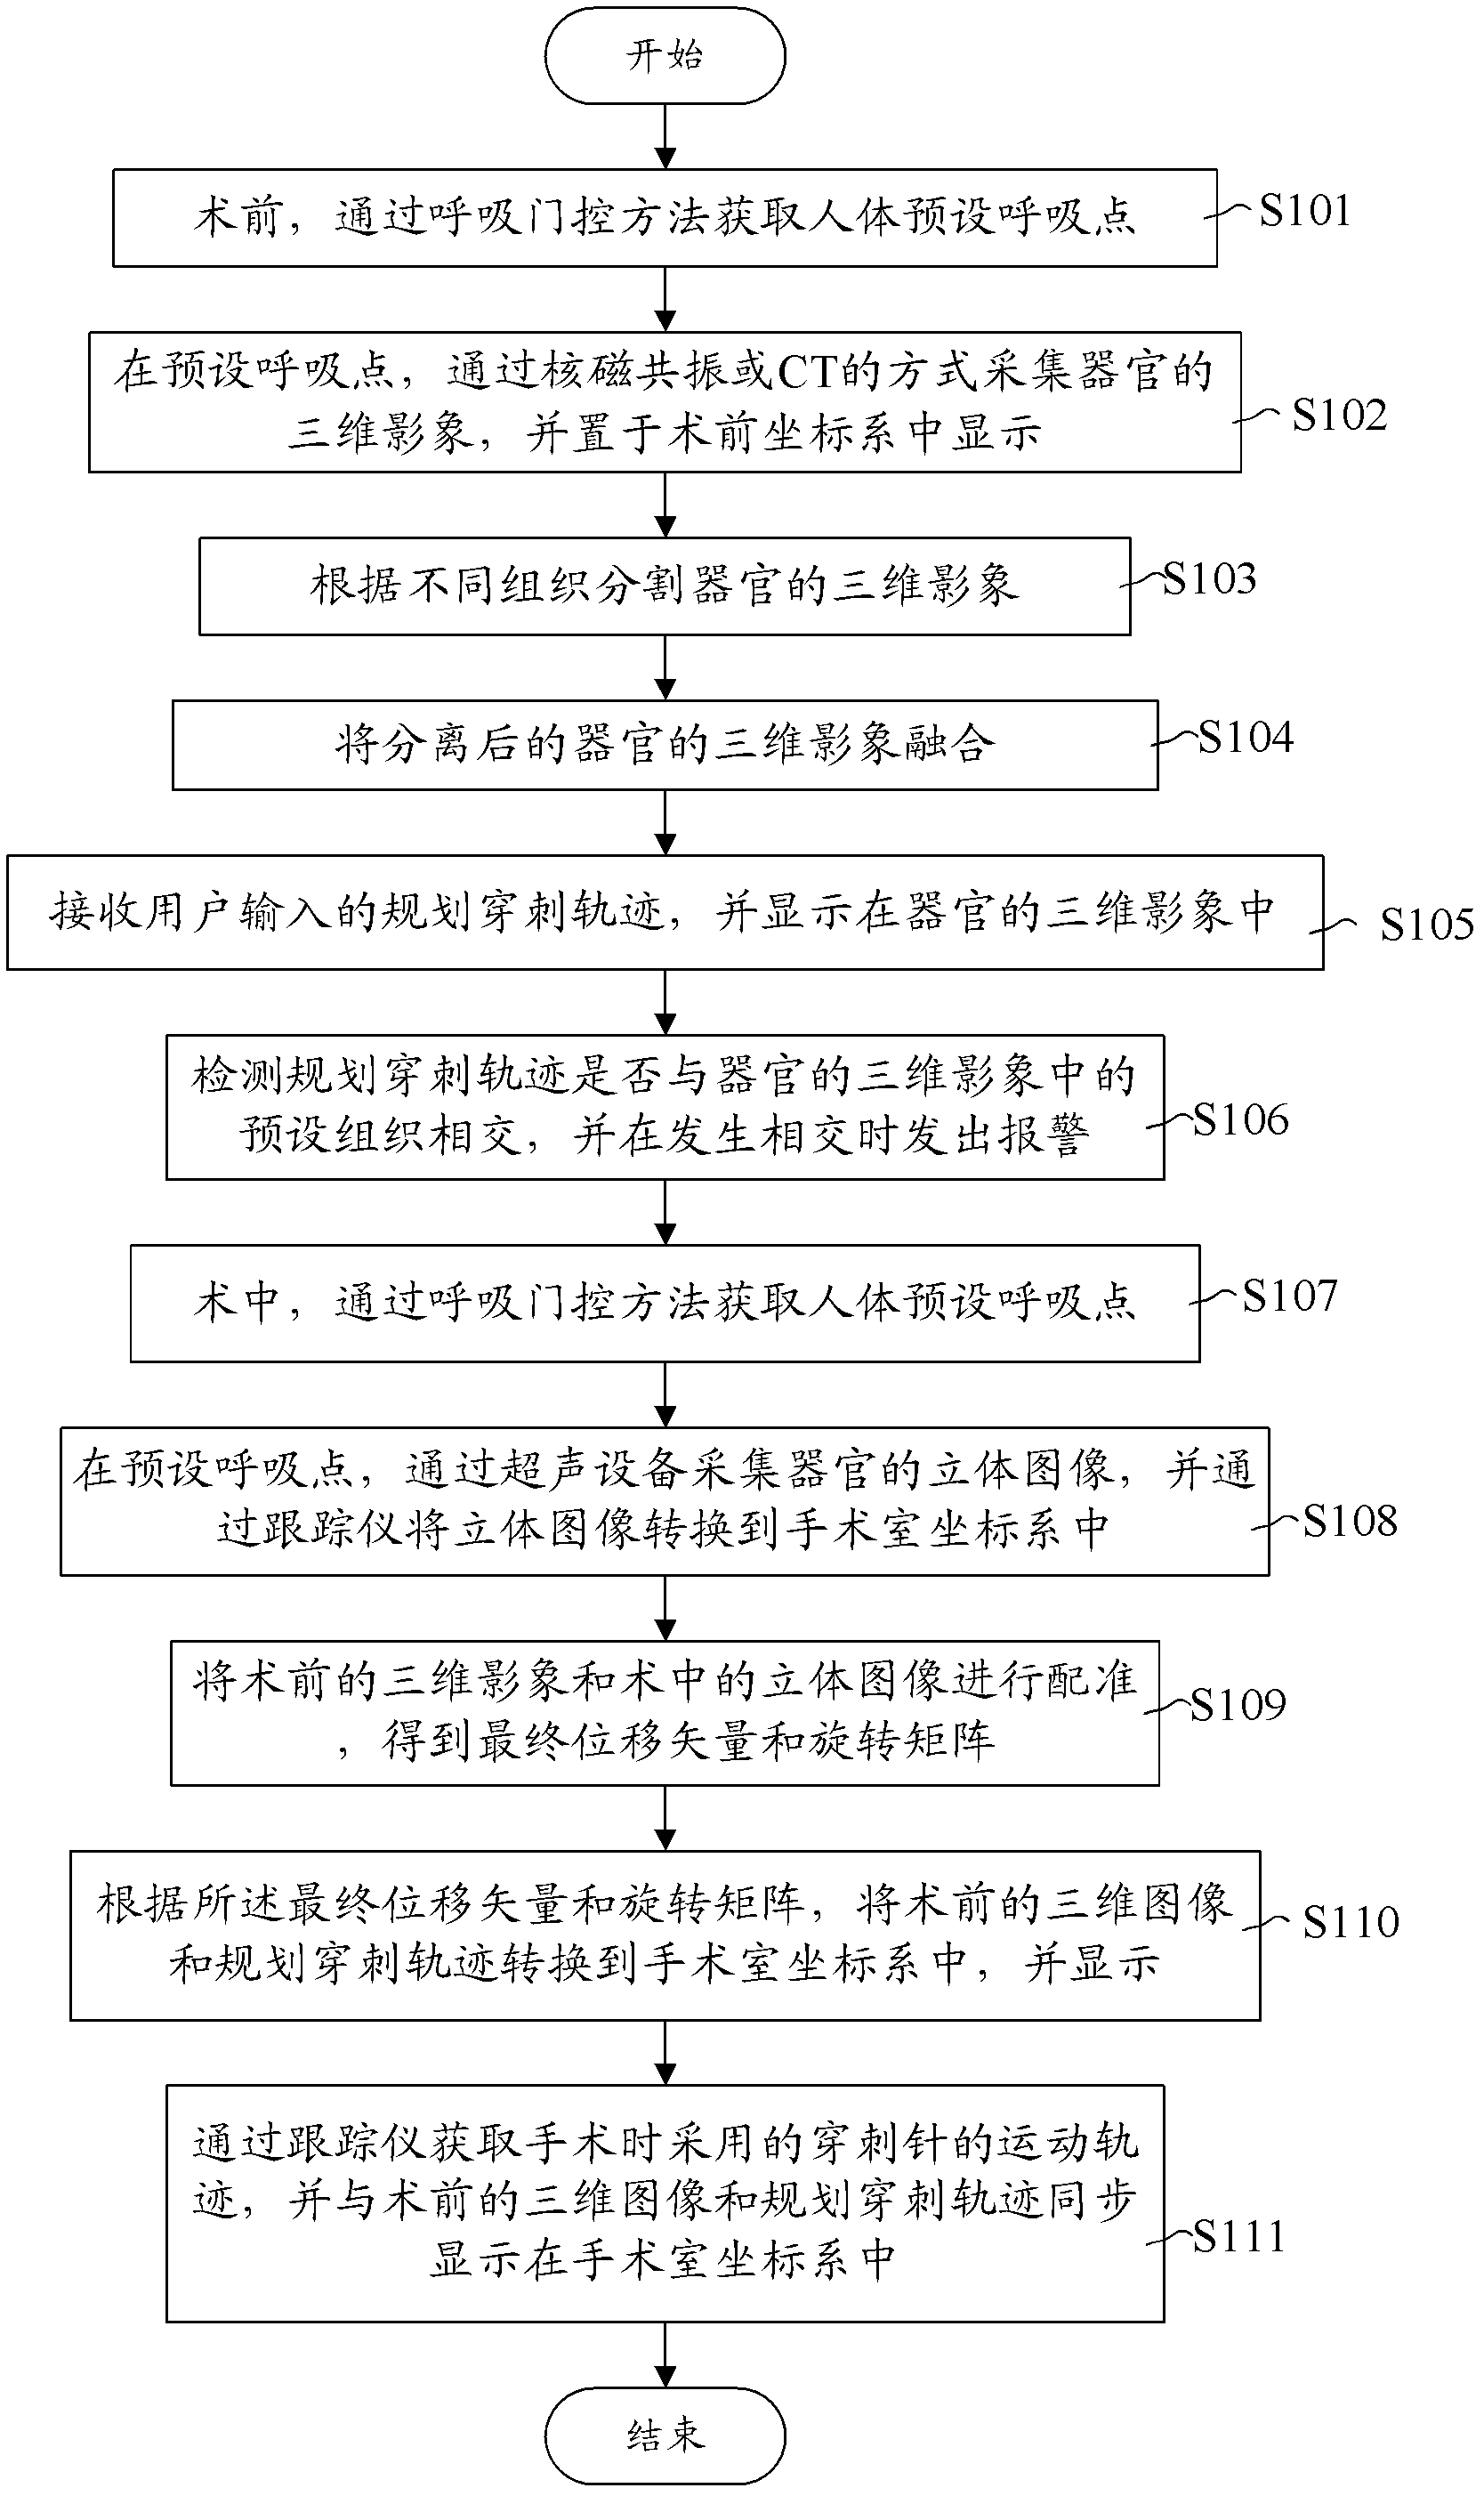 开始
术前，通过呼吸门控方法获取人体预设呼吸点
S101
在预设呼吸点，通过核磁共振或CT的方式采集器官的
三维影象，并置于术前坐标系中显示
S102
根据不同组织分割器官的三维影象
S103
将分离后的器官的三维影象融合
S104
接收用户输入的规划穿刺轨迹，并显示在器官的三维影象中
S105
检测规划穿刺轨迹是否与器官的三维影象中的
预设组织相交，并在发生相交时发出报警
S106
术中，通过呼吸门控方法获取人体预设呼吸点
S107
在预设呼吸点，通过超声设备采集器官的立体图像，并通
过跟踪仪将立体图像转换到手术室坐标系中
S108
将术前的三维影象和术中的立体图像进行配准
，得到最终位移矢量和旋转矩阵
S109
根据所述最终位移矢量和旋转矩阵，将术前的三维图像
和规划穿刺轨迹转换到手术室坐标系中，并显示
S110
通过跟踪仪获取手术时采用的穿刺针的运动轨
迹，并与术前的三维图像和规划穿刺轨迹同步
显示在手术室坐标系中
S111
结束